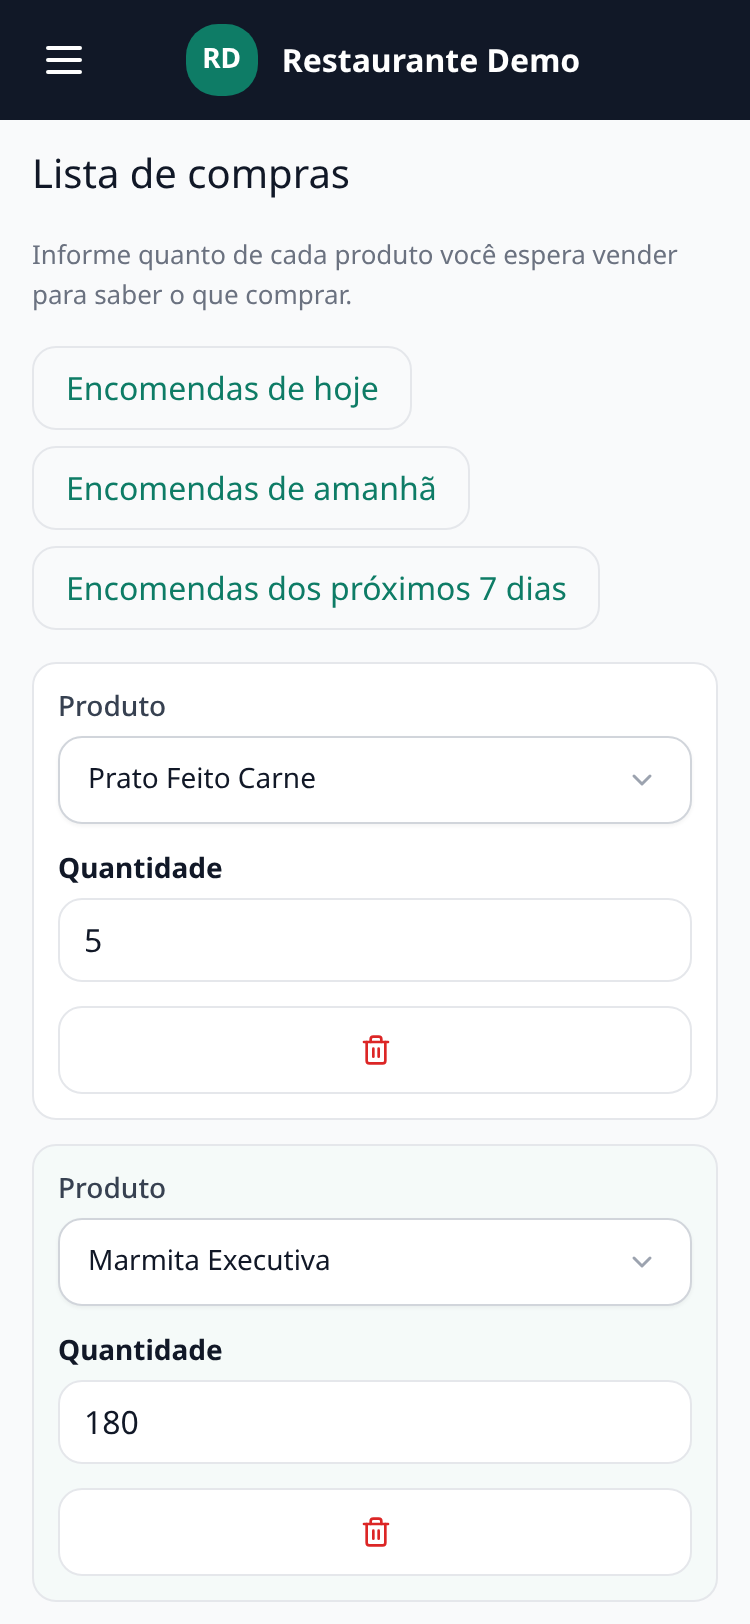 RD
Restaurante Demo
Lista de compras
Informe quanto de cada produto você espera vender
para saber o que comprar.
Encomendas de hoje
Encomendas de amanhã
Encomendas dos próximos 7 dias
Produto
Prato Feito Carne
Quantidade
5
Produto
Marmita Executiva
Quantidade
180